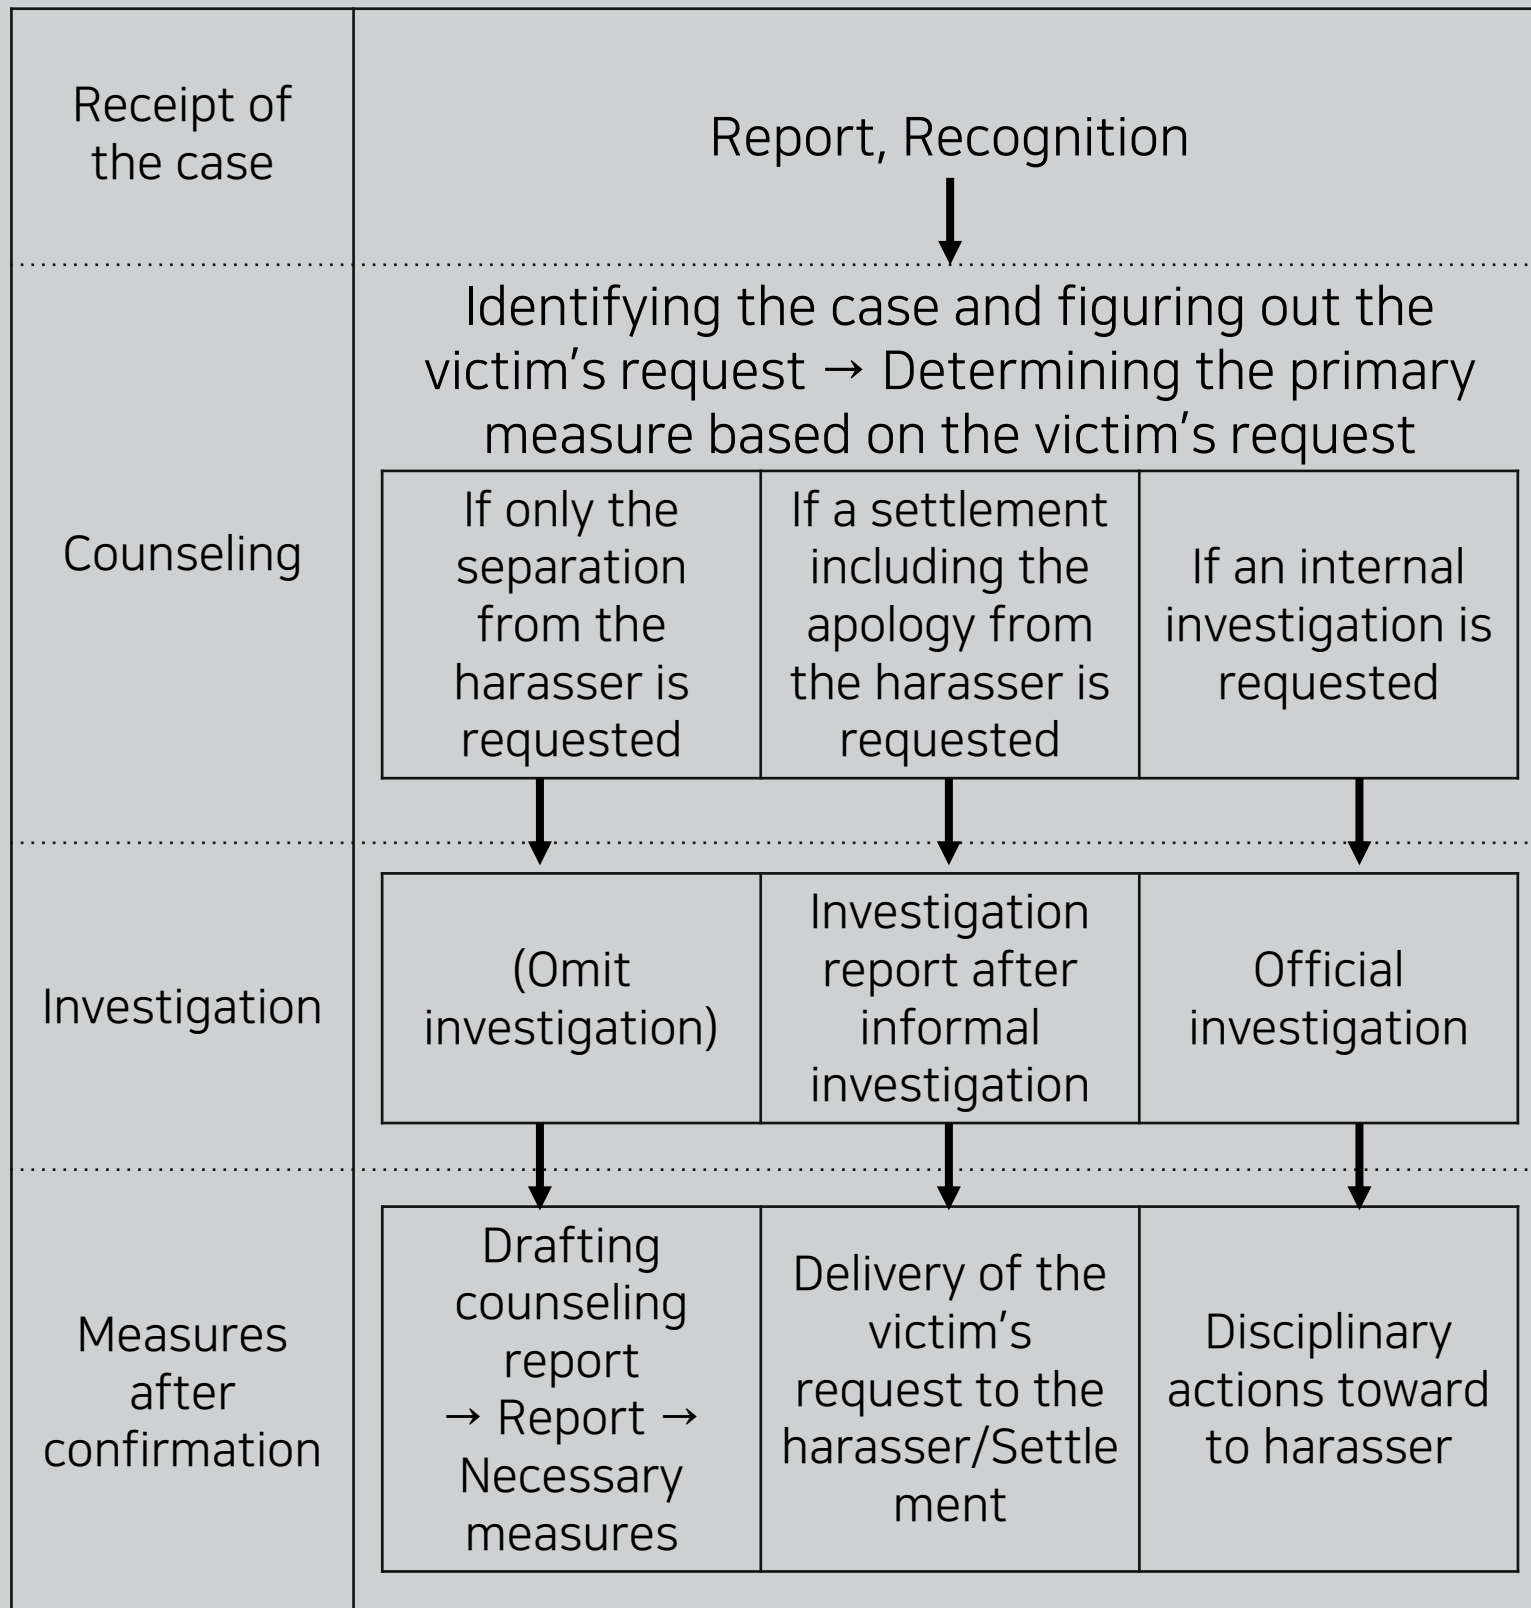 Receipt of
the case
Report, Recognition
Counseling
Identifying the case and figuring out the
victim's request → Determining the primary
measure based on the victim's request
If only the
separation
from the
harasser is
requested
If a settlement
including the
apology from
the harasser is
requested
If an internal
investigation is
requested
Investigation
(Omit
investigation)
Investigation
report after
informal
investigation
Official
investigation
Measures
after
confirmation
Drafting
counseling
report
→ Report →
Necessary
measures
Delivery of the
victim's
request to the
harasser/Settle
ment
Disciplinary
actions toward
to harasser